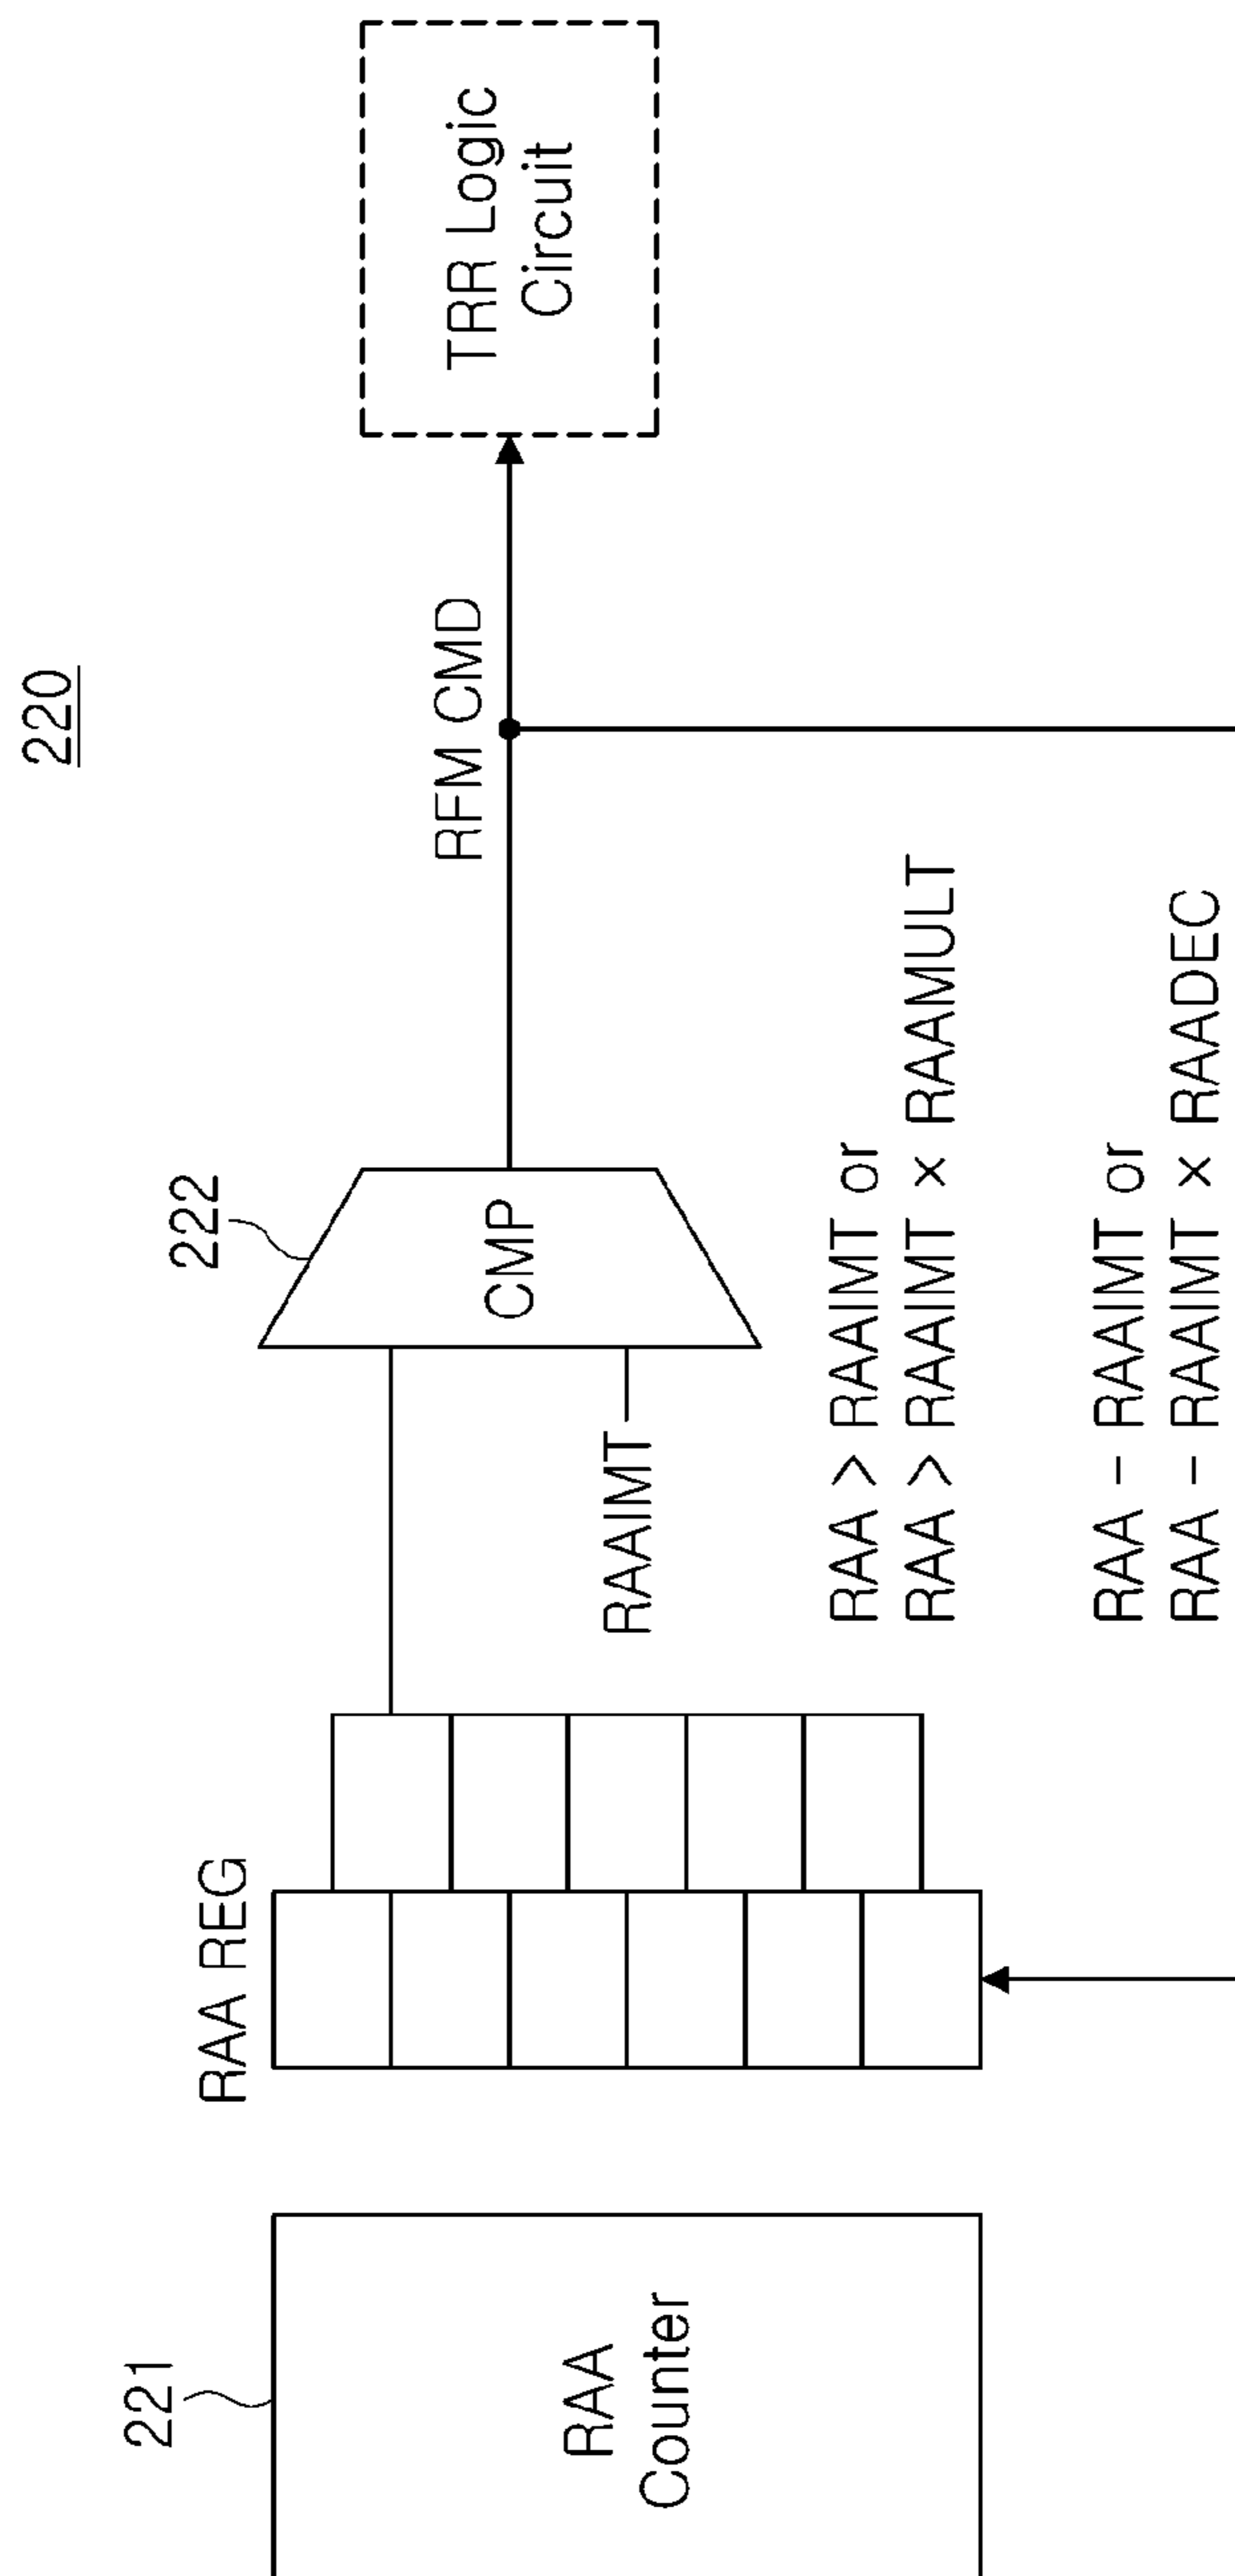 220
221
RAA
Counter
RAA REG
222
CMP
RAAIMT
RFM CMD
TRR Logic
Circuit
RAA > RAAIMT or
RAA > RAAIMT × RAAMULT
RAA - RAAIMT or
RAA - RAAIMT × RAADEC